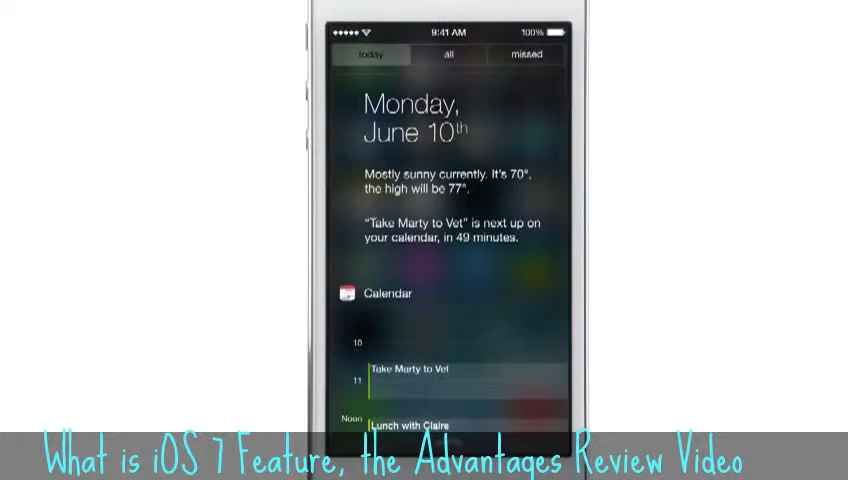 9:41 AM 100%
today all missed
Monday,
June 10th
Mostly sunny currently. It's 70°,
the high will be 77°.
"Take Marty to Vet" is next up on
your calendar, in 49 minutes.
Calendar
10
Take Marty to Vet
11
Noon
Lunch with Claire
What is iOS 7 Feature, the Advantages Review Video